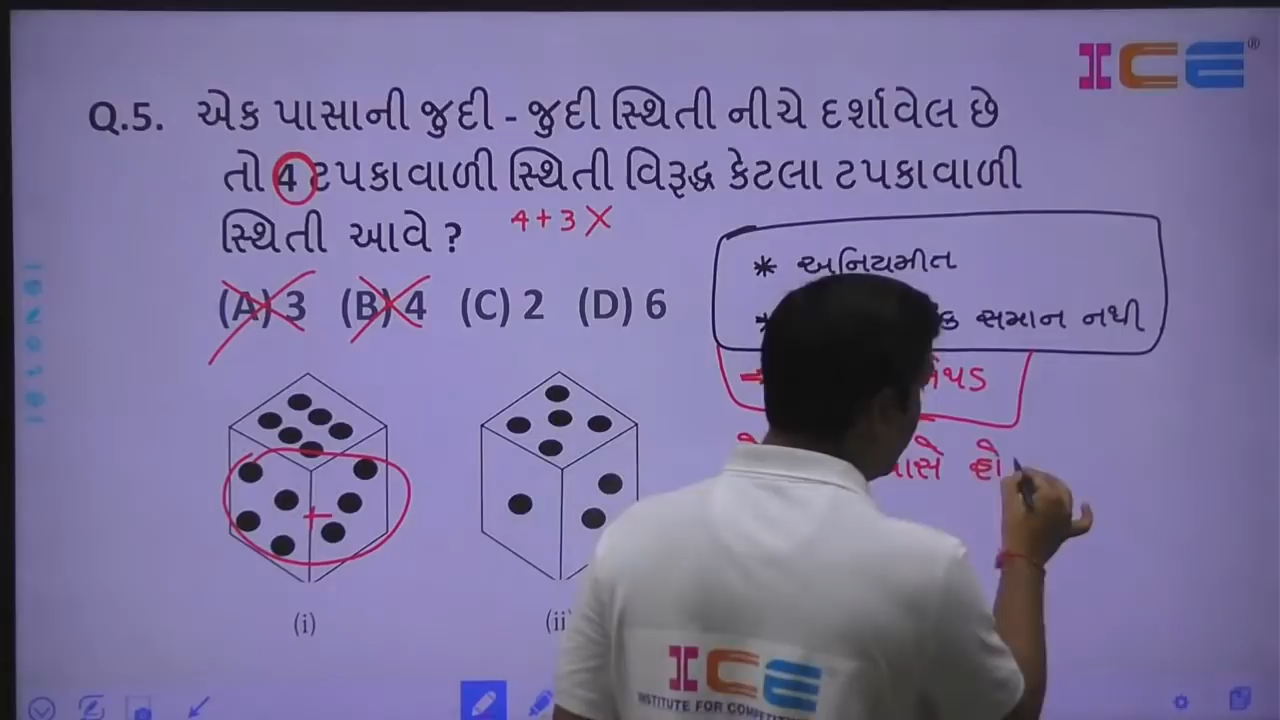 ICE®
Q.5. એક પાસાની જુદી - જુદી સ્થિતી નીચે દર્શાવેલ છે
તો 4 ટપકાવાળી સ્થિતી વિરૂદ્ધ કેટલા ટપકાવાળી
સ્થિતી આવે ?
4+3 X
(A) 3 (B) 4 (C) 2 (D) 6
* અનિયમીત
* સમાન નથી
(i)
(ii
ICE
INSTITUTE FOR